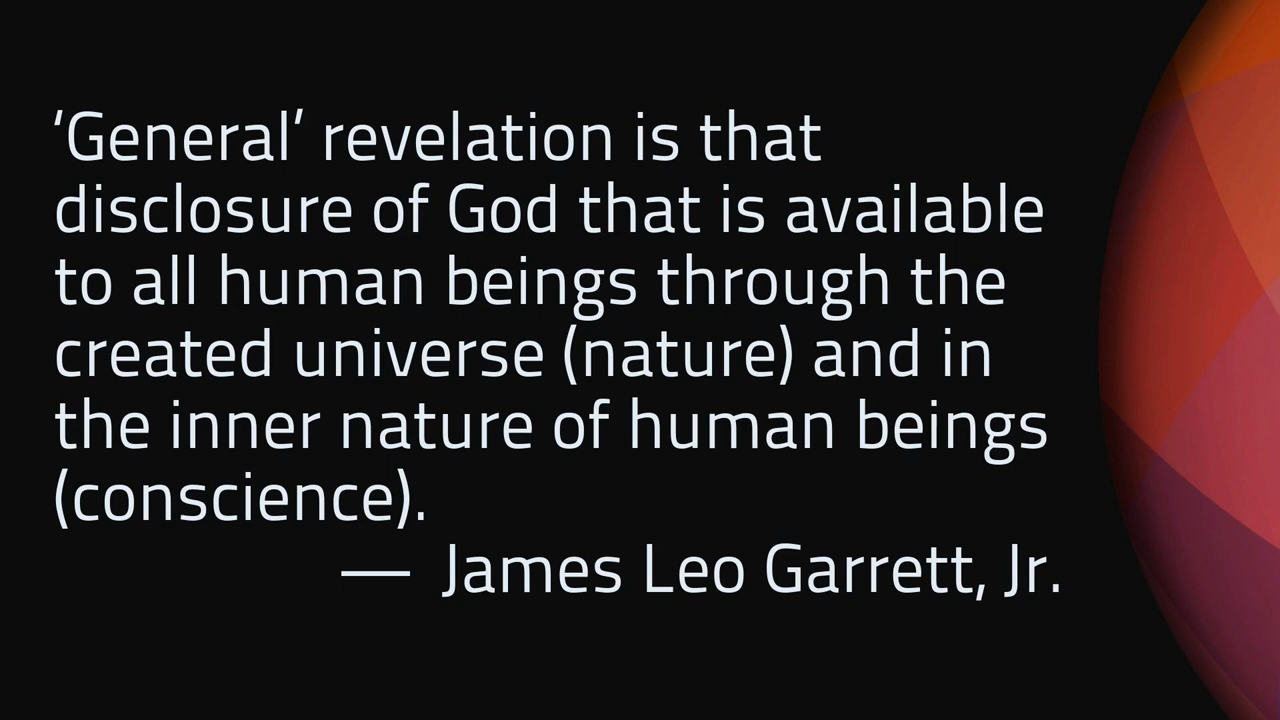 ‘General’ revelation is that
disclosure of God that is available
to all human beings through the
created universe (nature) and in
the inner nature of human beings
(conscience).
— James Leo Garrett, Jr.